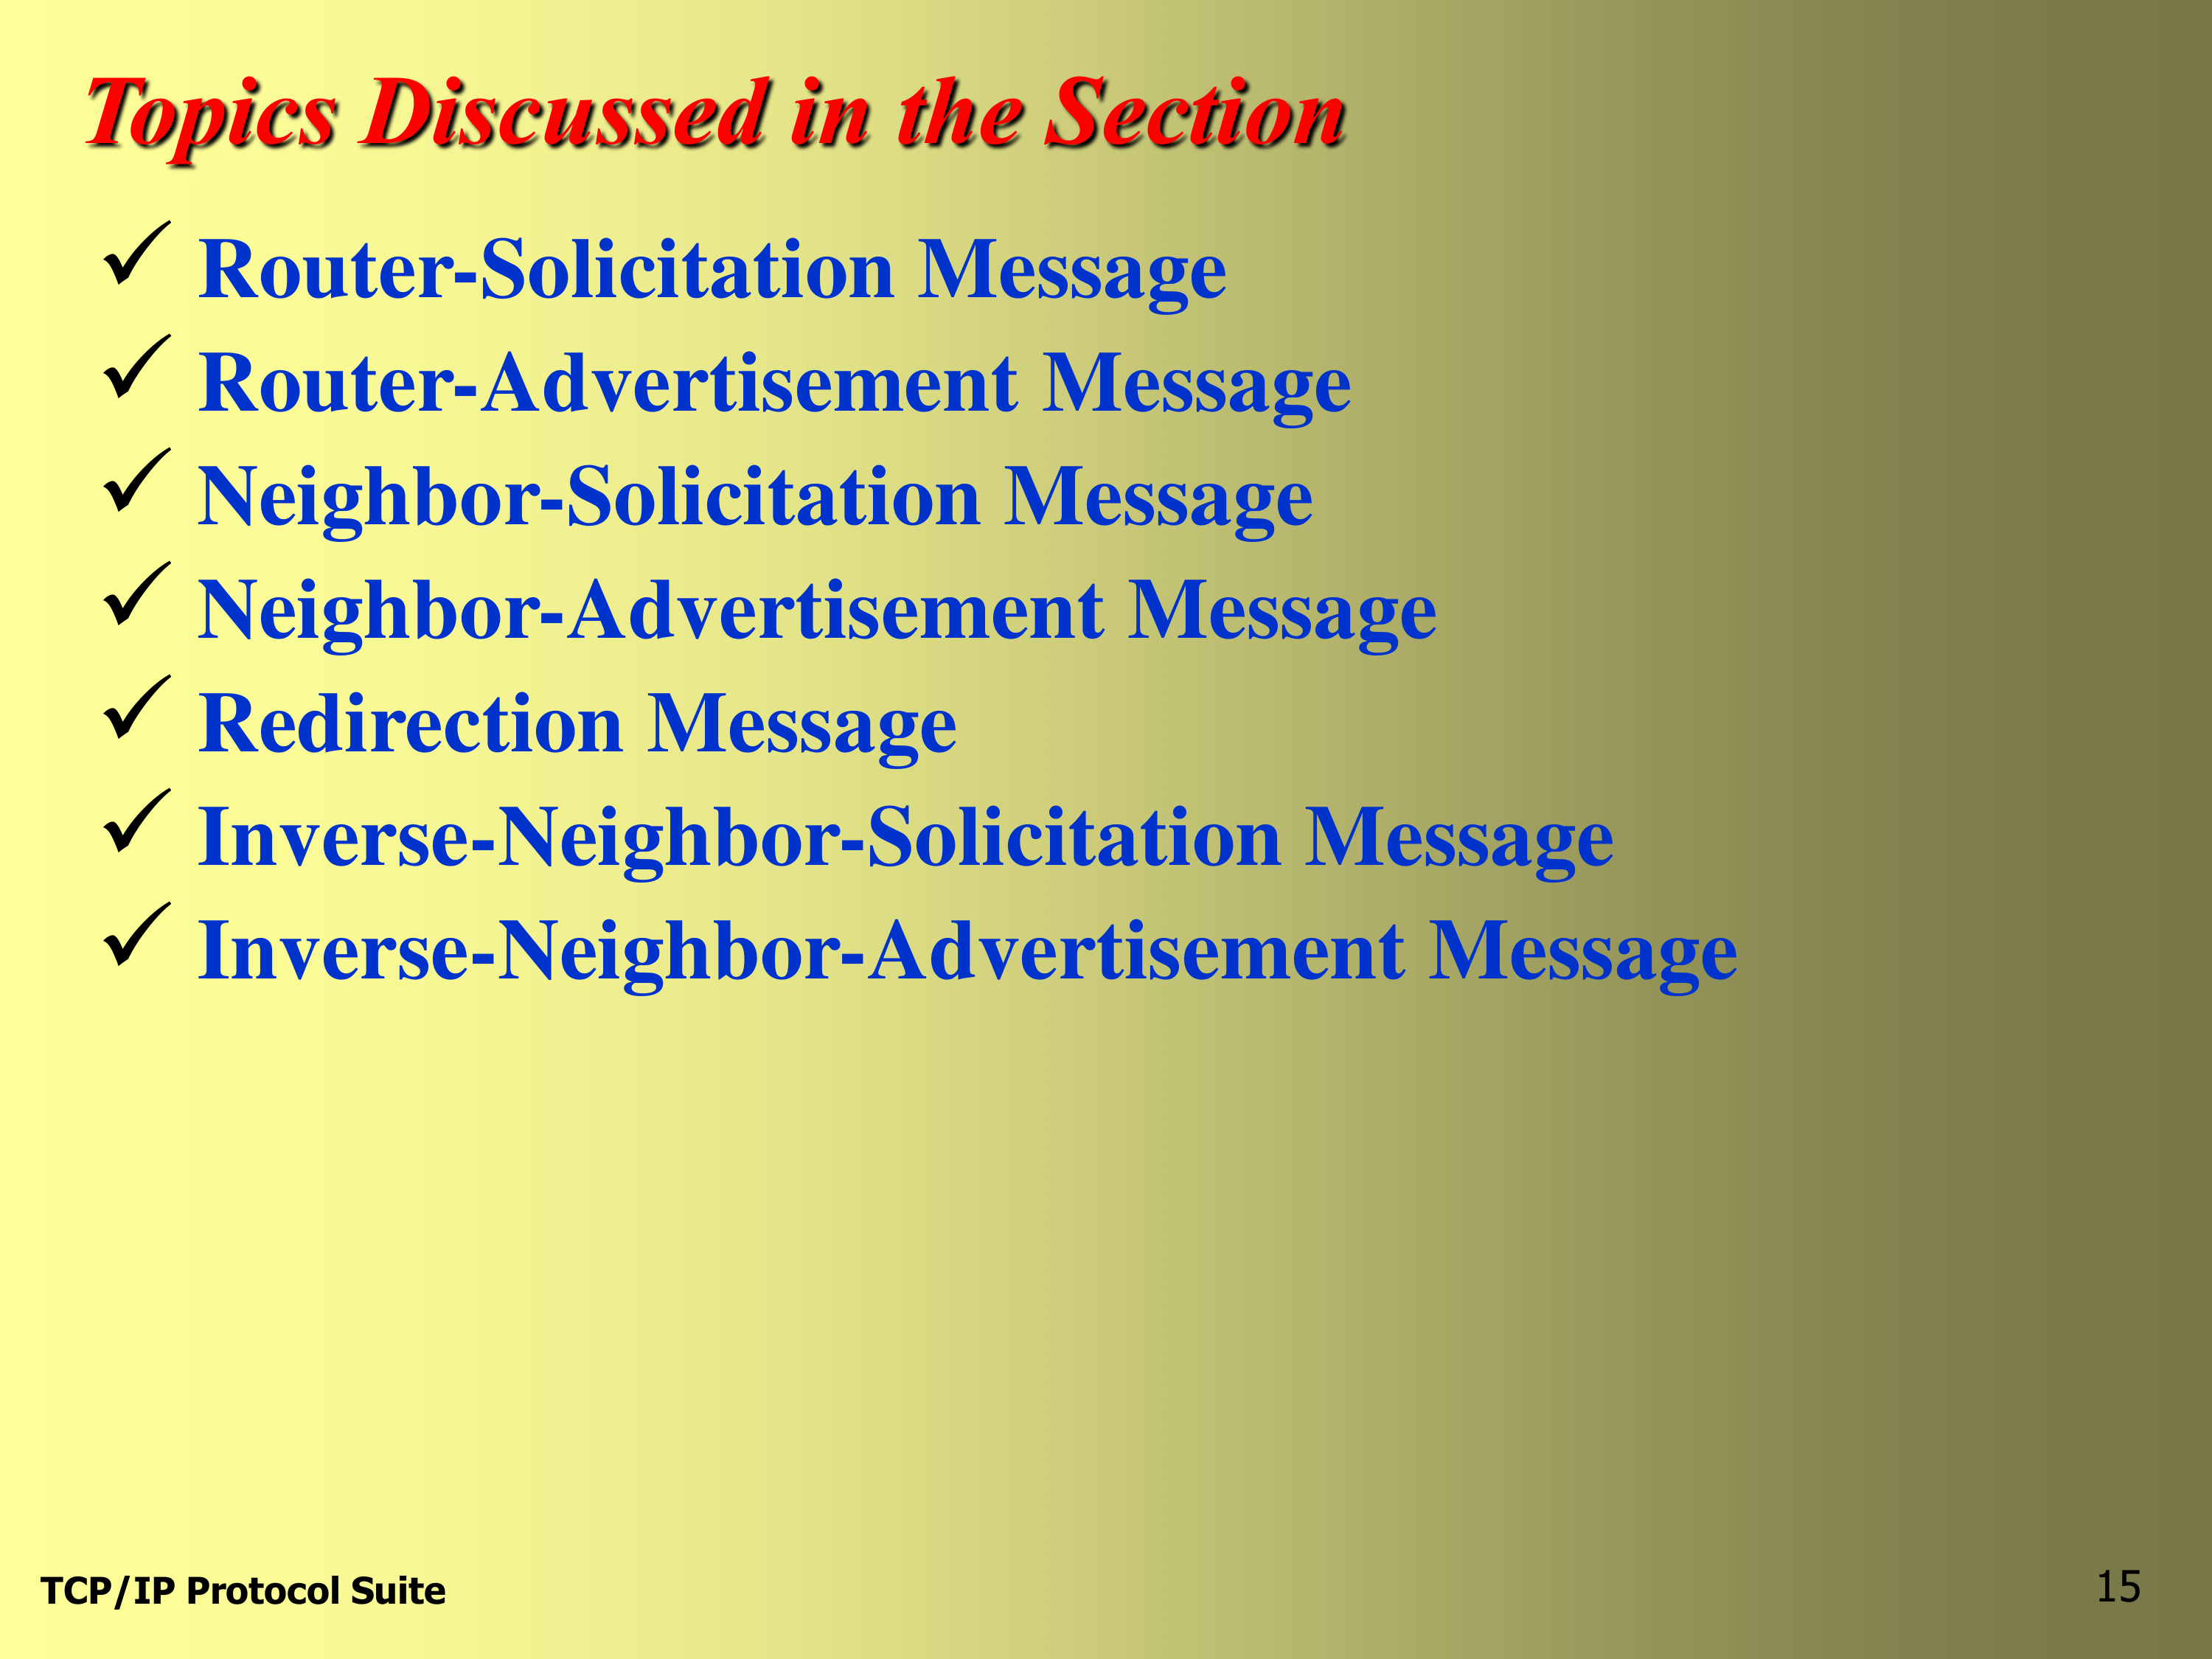 Topics Discussed in the Section
✓ Router-Solicitation Message
✓ Router-Advertisement Message
✓ Neighbor-Solicitation Message
✓ Neighbor-Advertisement Message
✓ Redirection Message
✓ Inverse-Neighbor-Solicitation Message
✓ Inverse-Neighbor-Advertisement Message
TCP/IP Protocol Suite
15